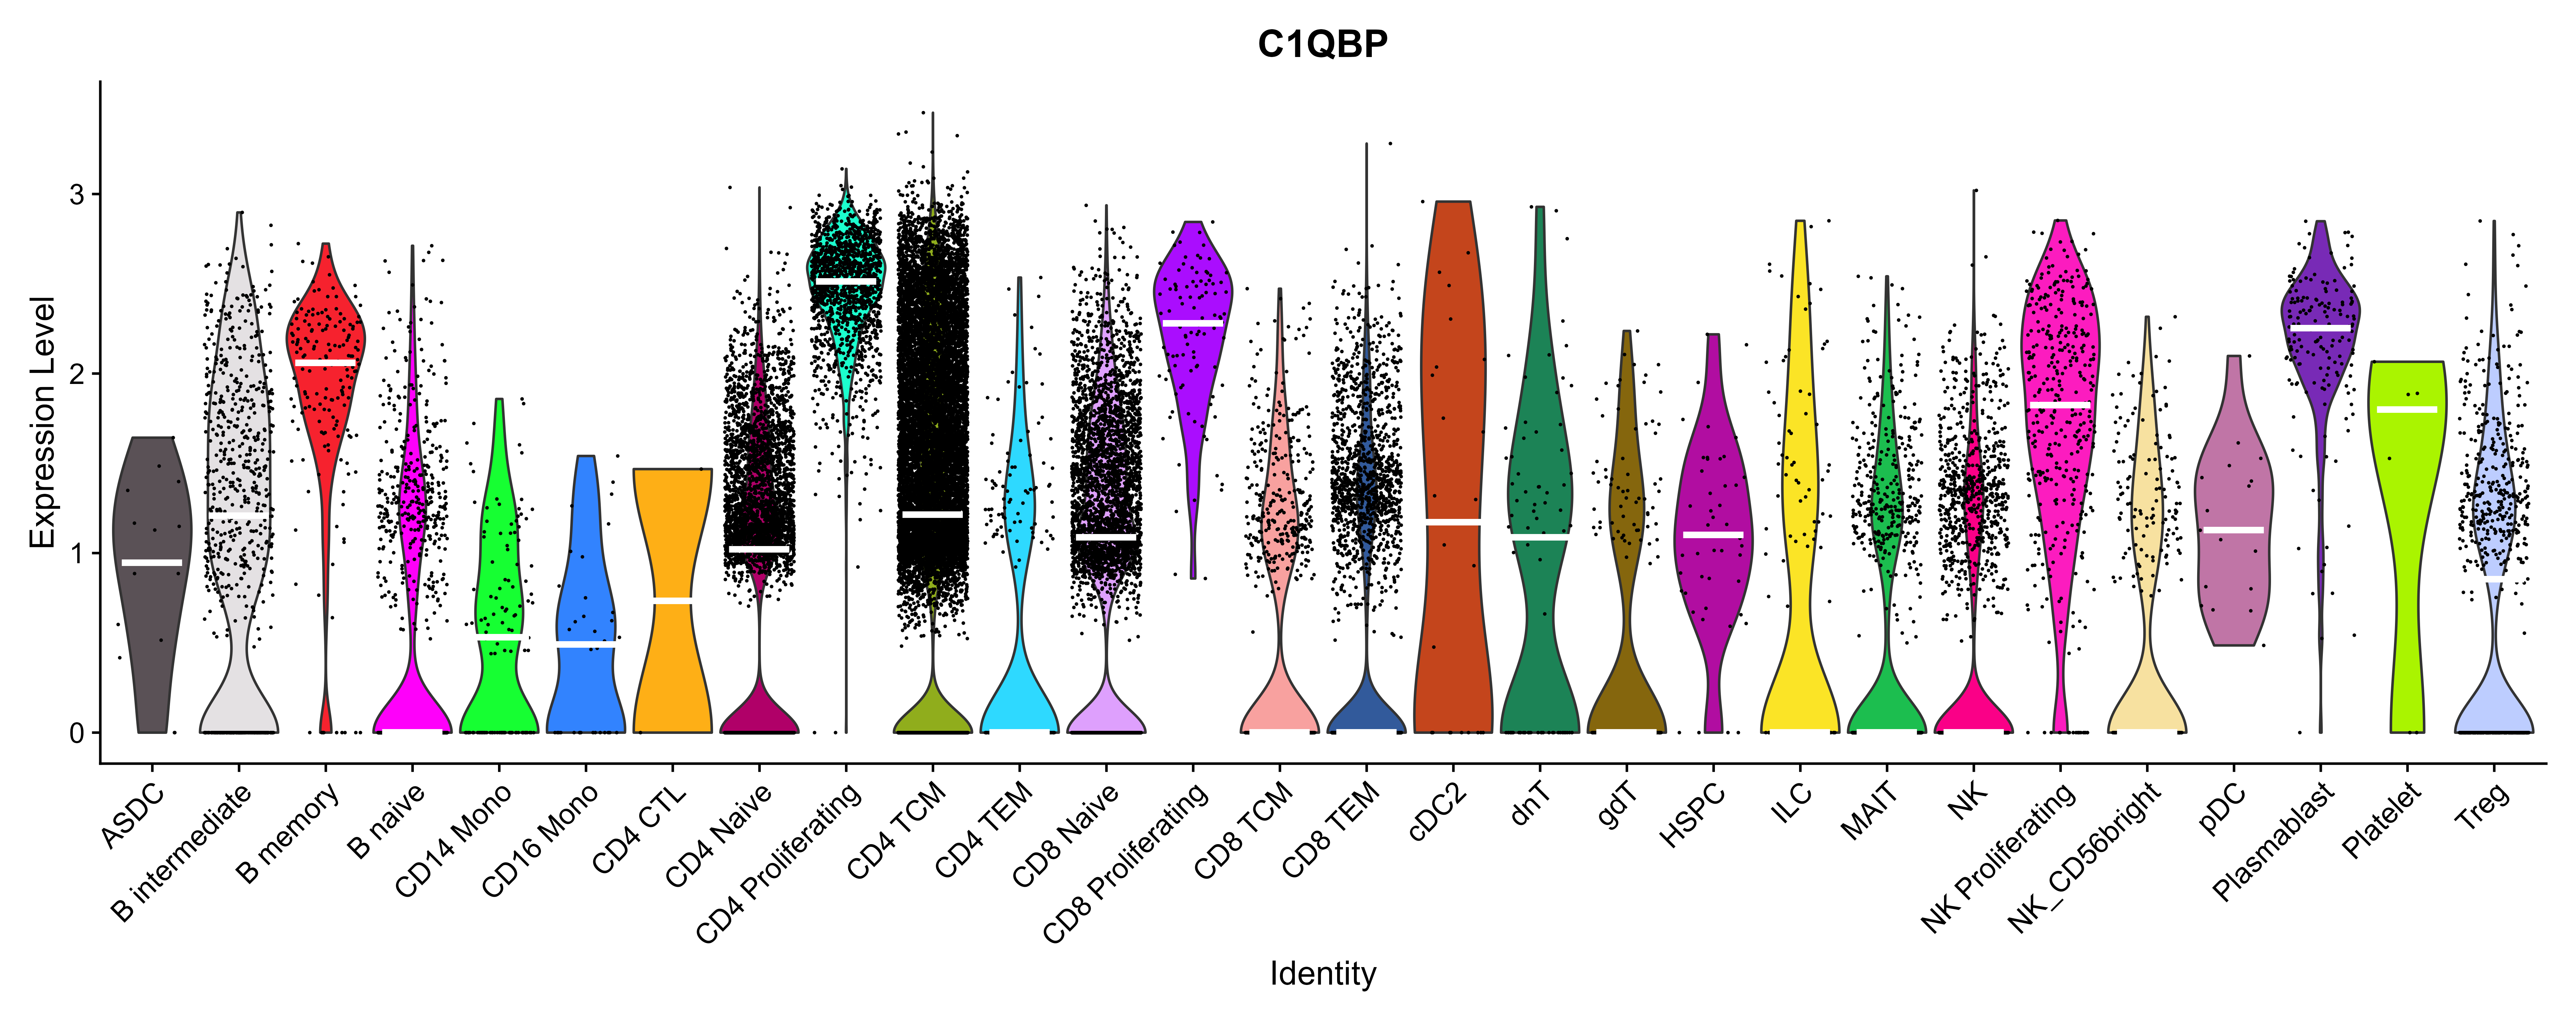 C1QBP
Expression Level
3
2
1
0
ASDC
B intermediate
B memory
B naive
CD14 Mono
CD16 Mono
CD4 CTL
CD4 Naive
CD4 Proliferating
CD4 TCM
CD4 TEM
CD8 Naive
CD8 Proliferating
CD8 TCM
CD8 TEM
cDC2
dnT
gdT
HSPC
ILC
MAIT
NK
NK Proliferating
NK_CD56bright
pDC
Plasmablast
Platelet
Treg
Identity